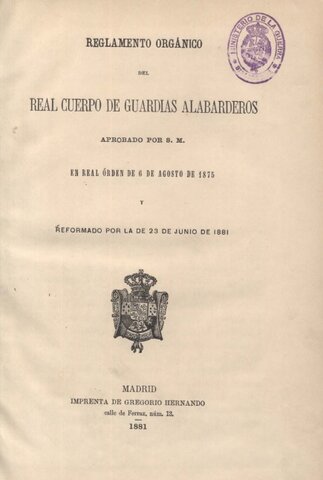 REGLAMENTO ORGÁNICO
DEL
REAL CUERPO DE GUARDIAS ALABARDEROS
APROBADO POR S. M.
EN REAL ÓRDEN DE 6 DE AGOSTO DE 1875
Y
REFORMADO POR LA DE 23 DE JUNIO DE 1881
MINISTERIO DE LA GUERRA
MADRID
IMPRENTA DE GREGORIO HERNANDO
calle de Ferraz, núm. 13.
1881